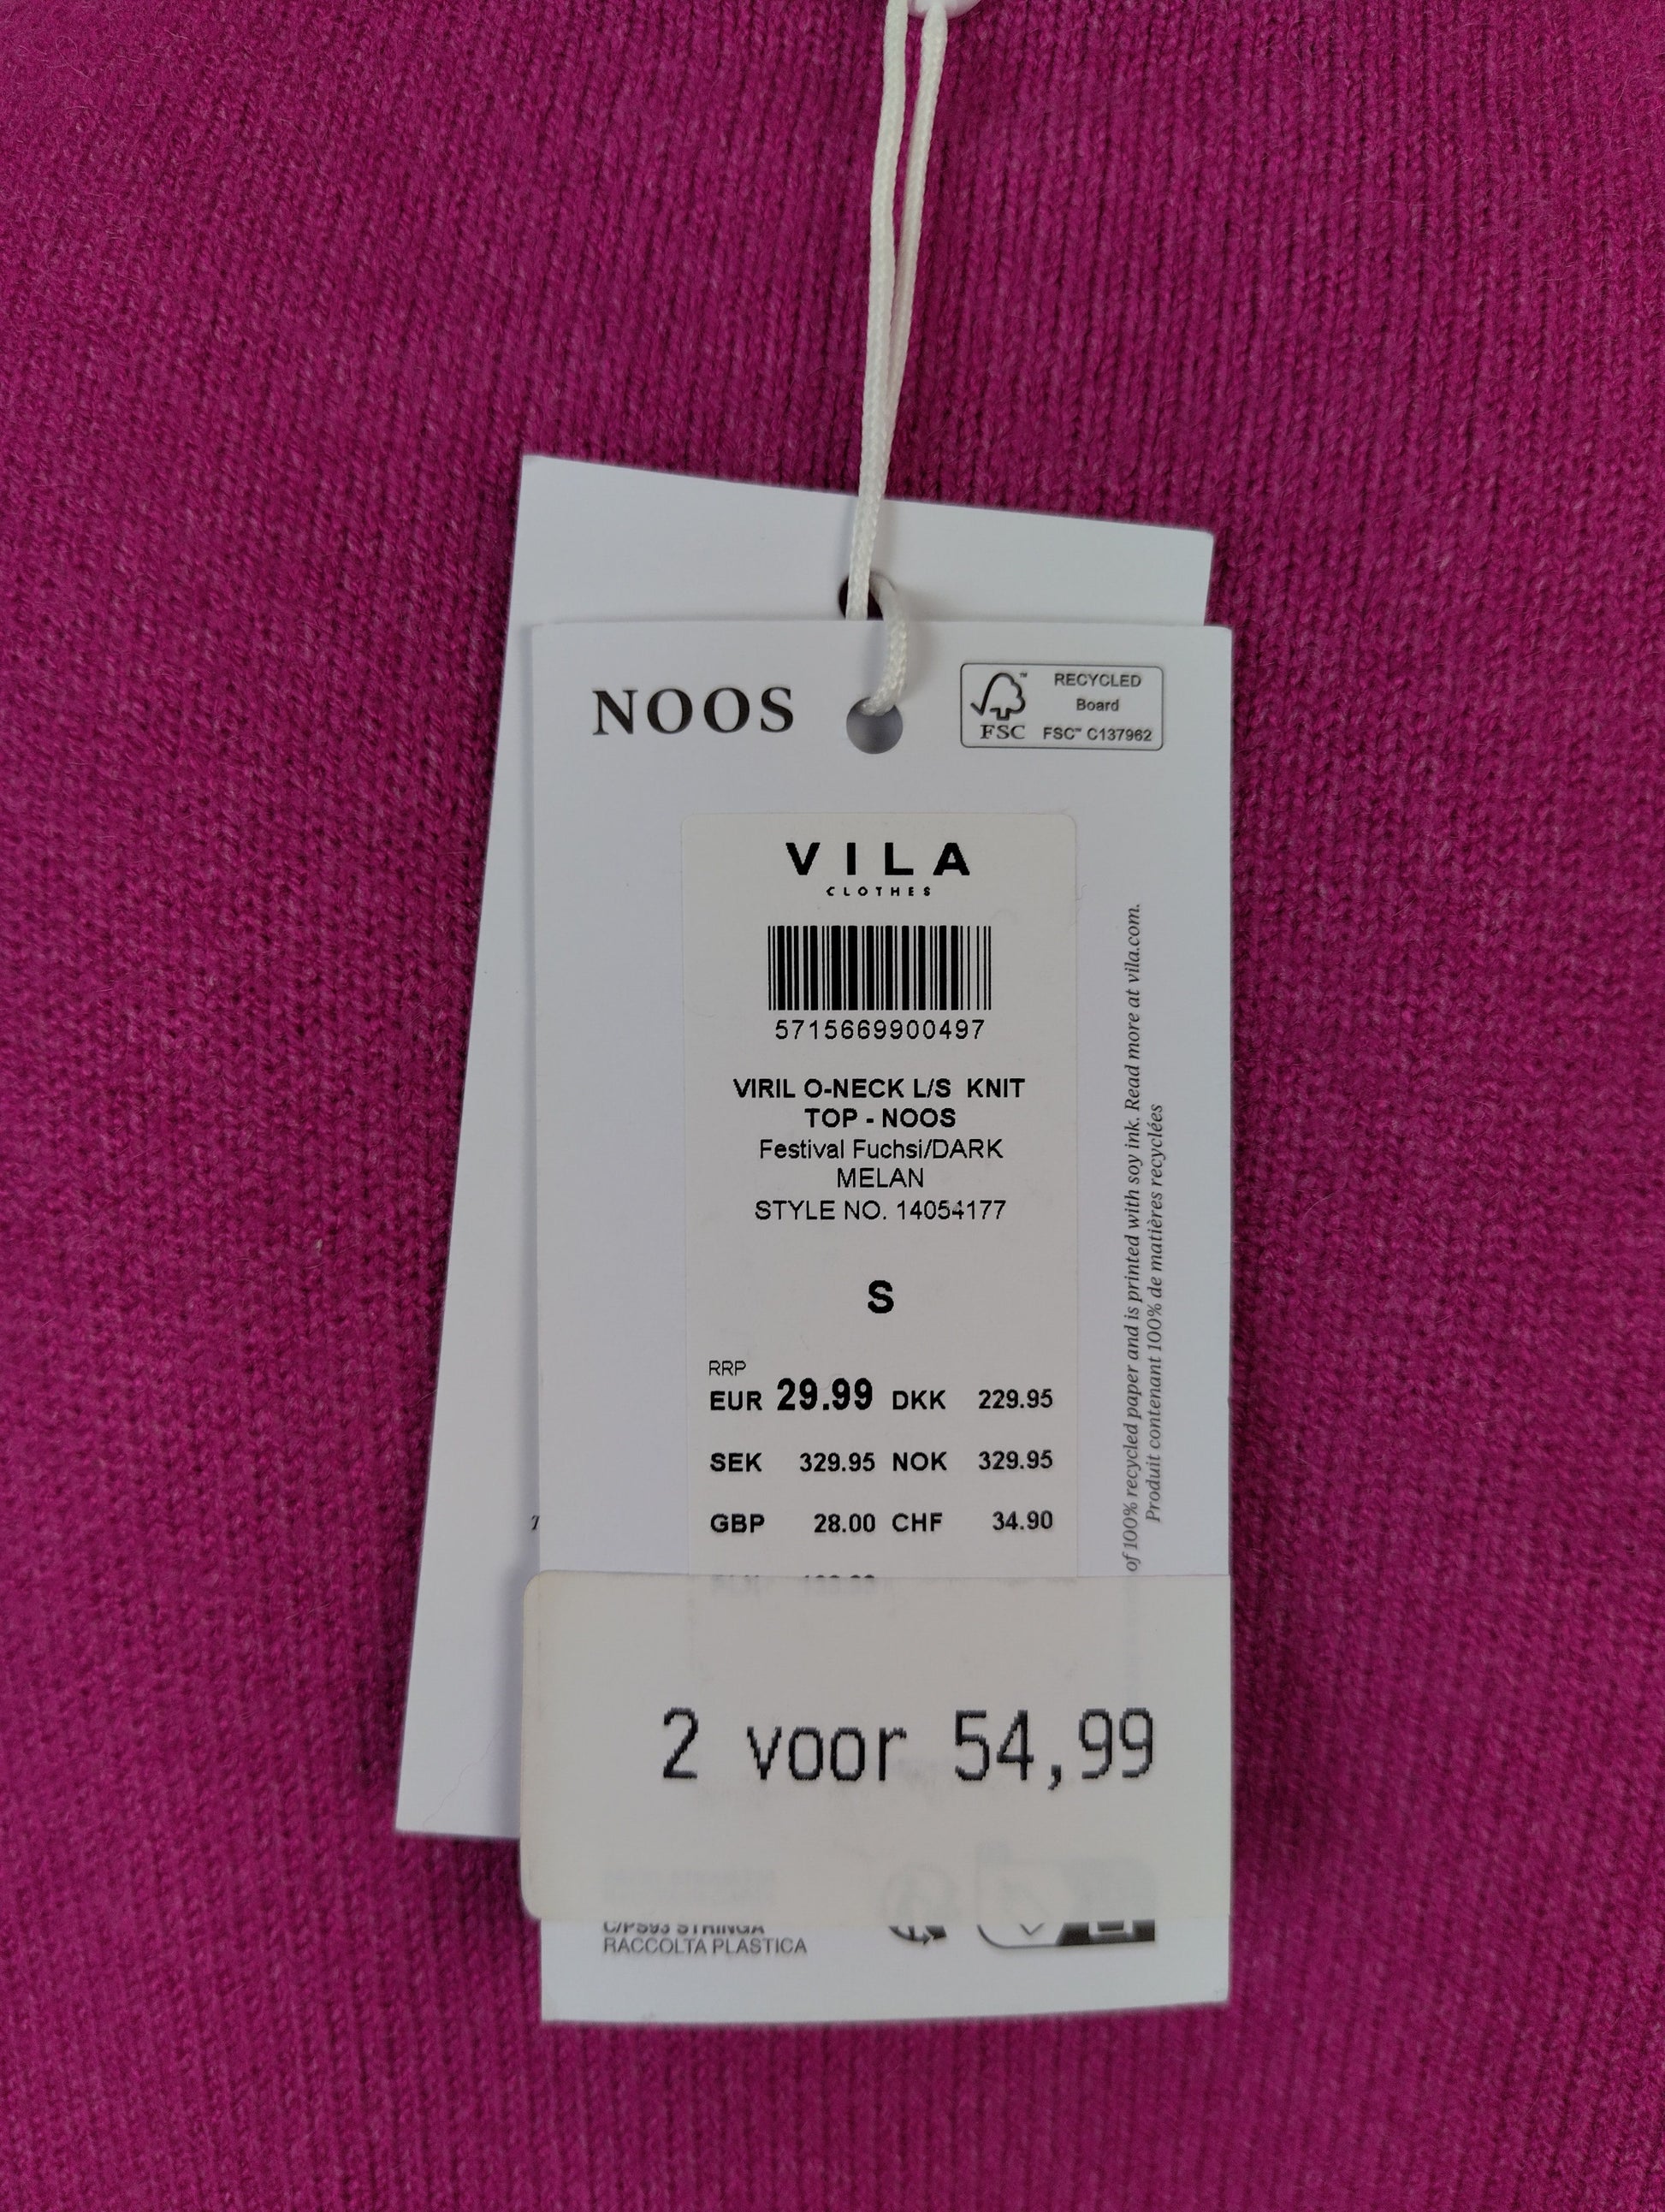 NOOS
FSC
RECYCLED
Board
FSC™ C137962
VILA
CLOTHES
5715669900497
VIRIL O-NECK L/S KNIT
TOP - NOOS
Festival Fuchsi/DARK
MELAN
STYLE NO. 14054177
S
RRP
EUR 29.99 DKK 229.95
SEK 329.95 NOK 329.95
GBP 28.00 CHF 34.90
of 100% recycled paper and is printed with soy ink. Read more at vila.com.
Produit contenant 100% de matières recyclées
2 voor 54,99
C/PS93 STRINGA
RACCOLTA PLASTICA